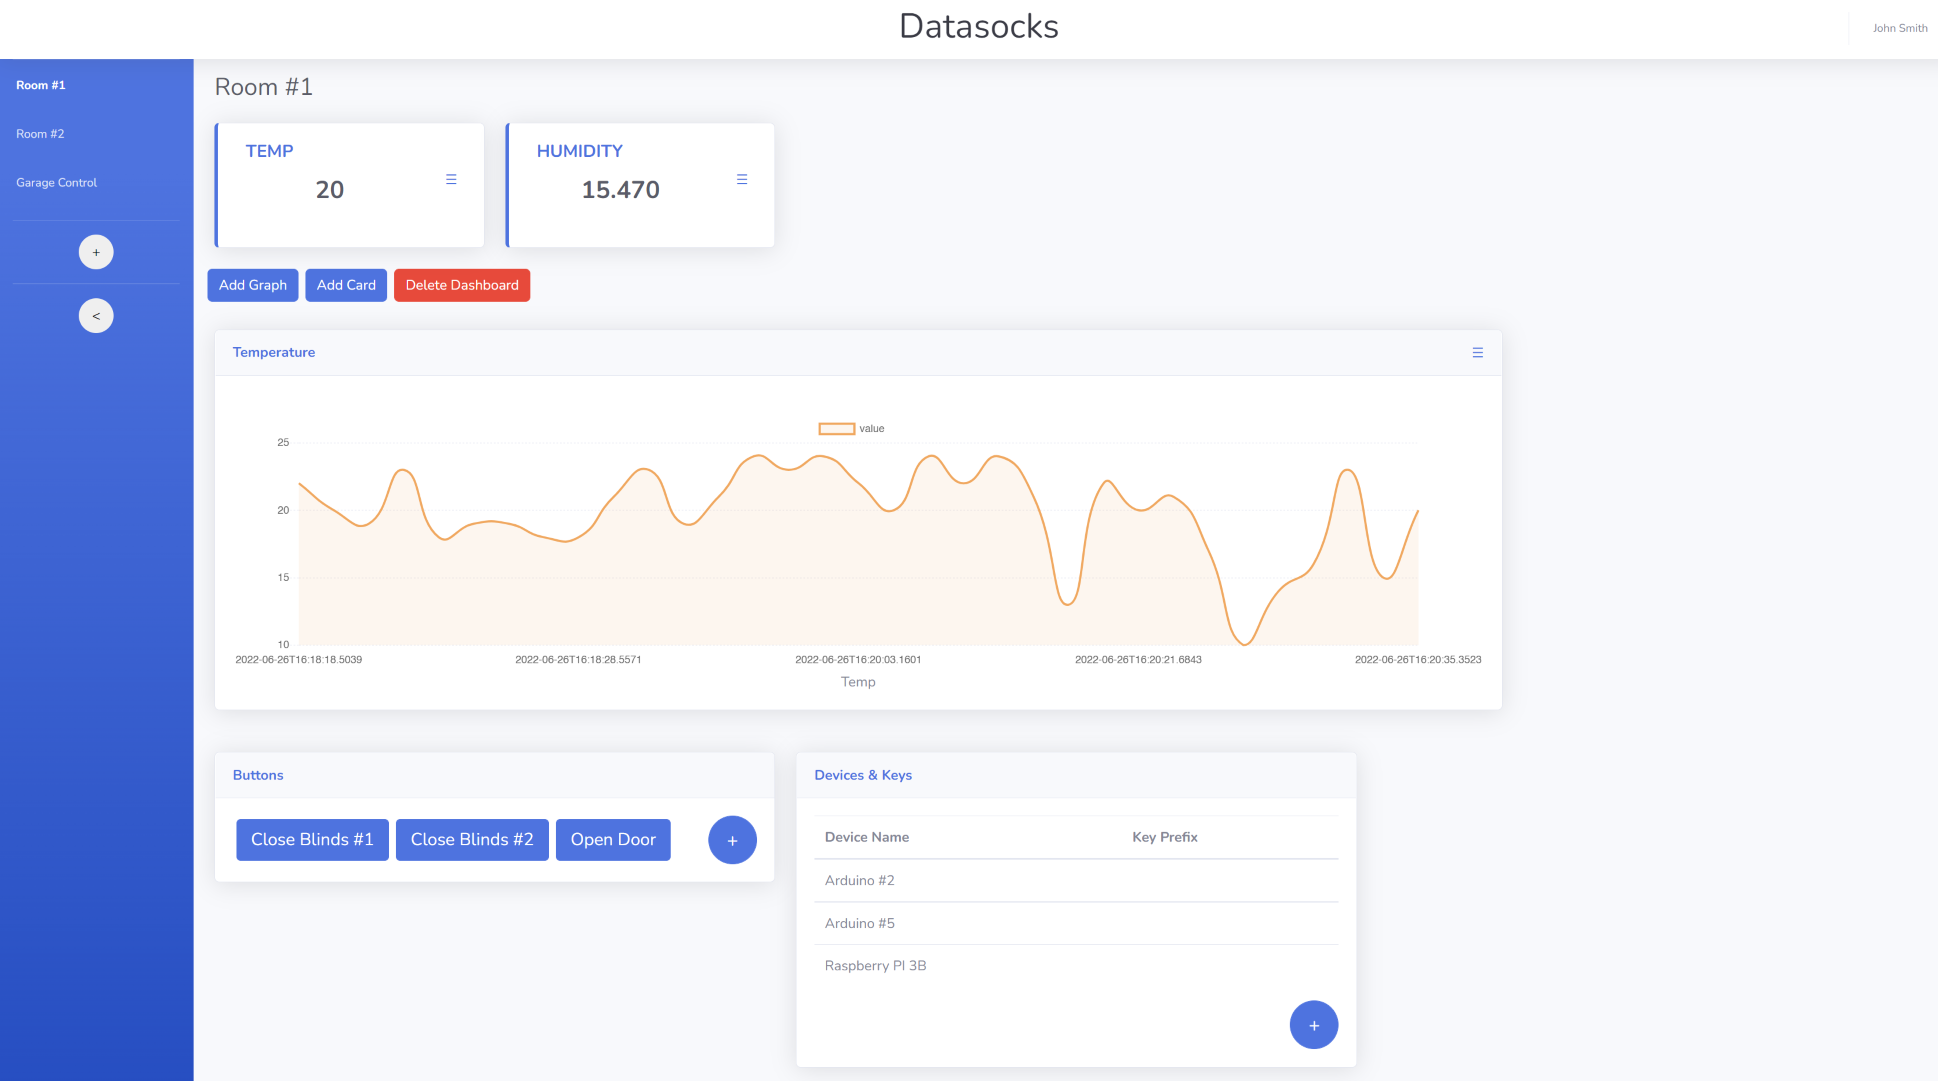 Datasocks
John Smith
Room #1
Room #2
Garage Control
+
<
Room #1
TEMP
20
HUMIDITY
15.470
Add Graph Add Card Delete Dashboard
Temperature
value
25
20
15
10
2022-06-26T16:18:18.5039 2022-06-26T16:18:28.5571 2022-06-26T16:20:03.1601 2022-06-26T16:20:21.6843 2022-06-26T16:20:35.3523
Temp
Buttons
Close Blinds #1 Close Blinds #2 Open Door +
Devices & Keys
Device Name Key Prefix
Arduino #2
Arduino #5
Raspberry PI 3B
+